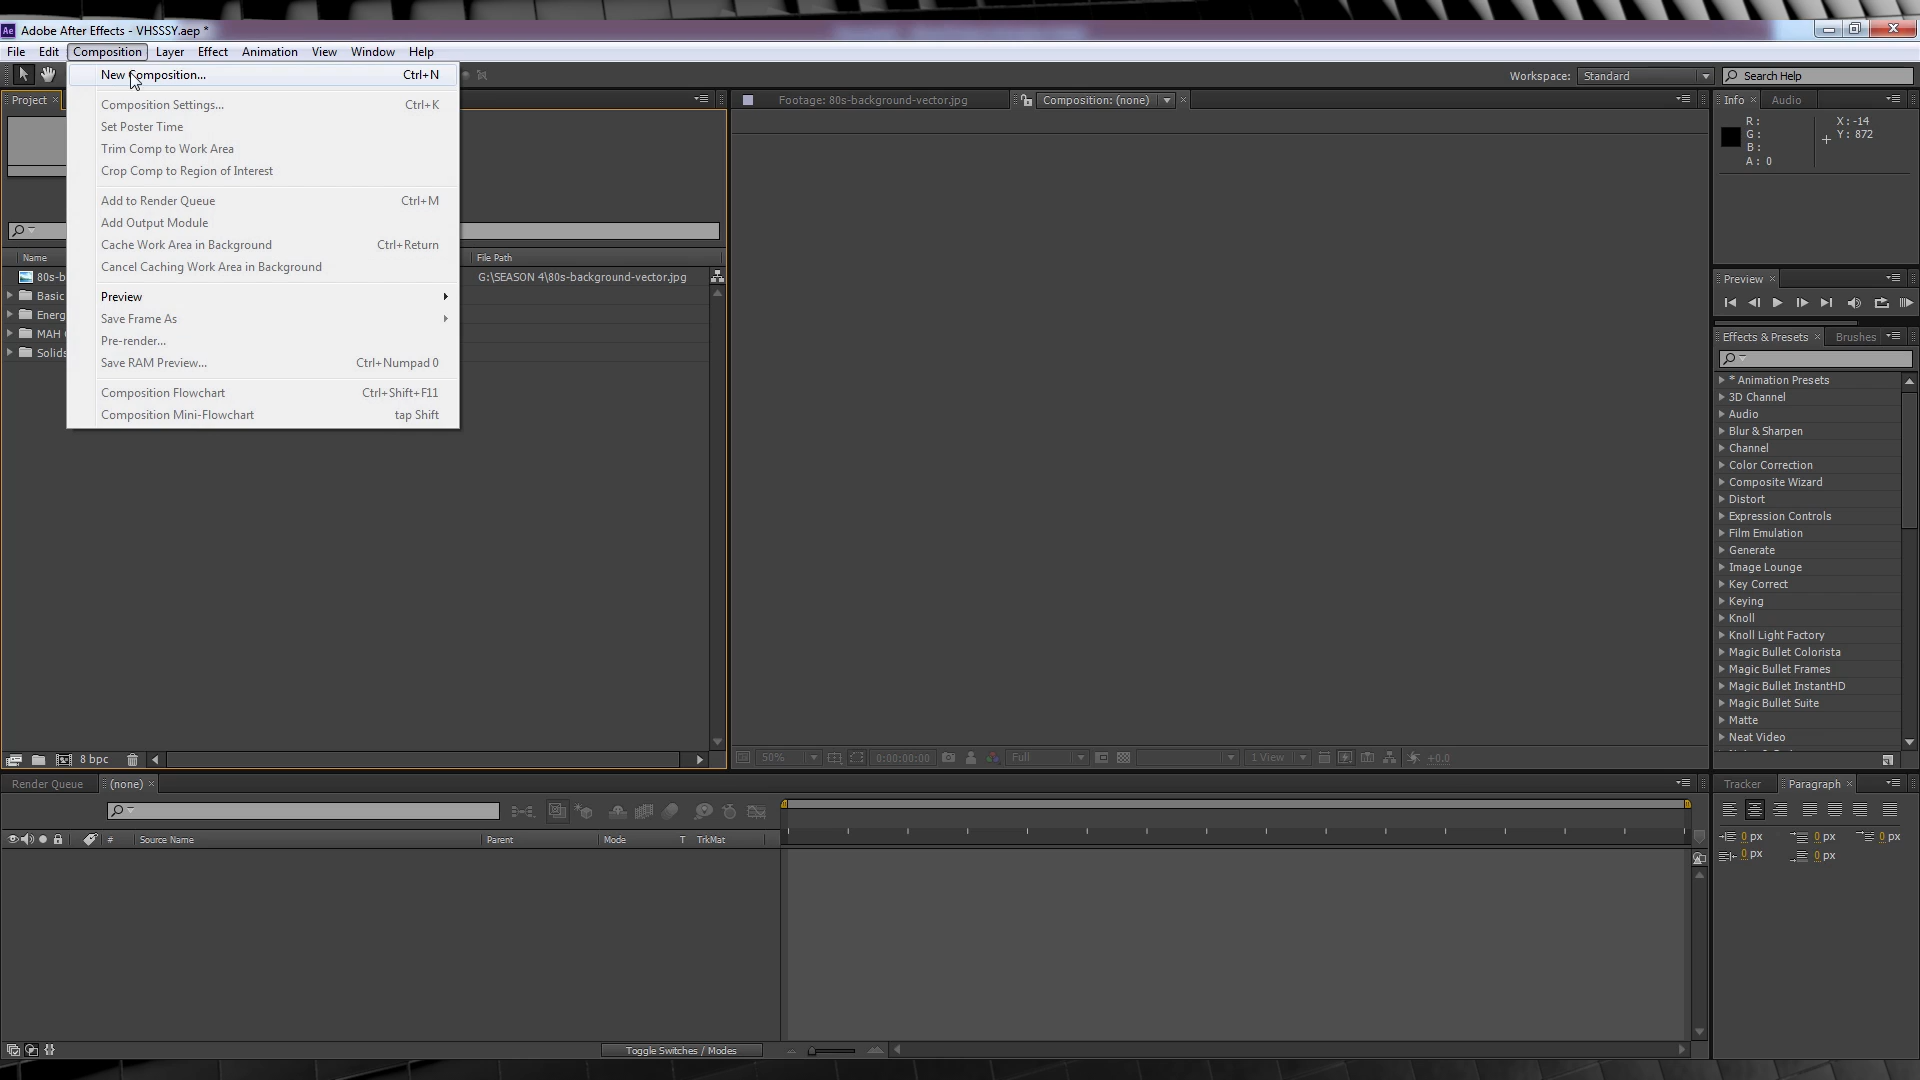 Ae Adobe After Effects - VHSSSY.aep *
File Edit Composition Layer Effect Animation View Window Help
New Composition... Ctrl+N
Composition Settings... Ctrl+K
Set Poster Time
Trim Comp to Work Area
Crop Comp to Region of Interest
Add to Render Queue Ctrl+M
Add Output Module
Cache Work Area in Background Ctrl+Return
Cancel Caching Work Area in Background
Preview
Save Frame As
Pre-render...
Save RAM Preview... Ctrl+Numpad 0
Composition Flowchart Ctrl+Shift+F11
Composition Mini-Flowchart tap Shift
Workspace: Standard Search Help
Project
Name File Path
80s-b G:\SEASON 4\80s-background-vector.jpg
Basic
Energ
MAH
Solids
8 bpc
Footage: 80s-background-vector.jpg Composition: (none)
50% 0:00:00:00 Full 1 View +0.0
Info Audio
R : X : -14
G : Y : 872
B :
A : 0
Preview
Effects & Presets Brushes
* Animation Presets
3D Channel
Audio
Blur & Sharpen
Channel
Color Correction
Composite Wizard
Distort
Expression Controls
Film Emulation
Generate
Image Lounge
Key Correct
Keying
Knoll
Knoll Light Factory
Magic Bullet Colorista
Magic Bullet Frames
Magic Bullet InstantHD
Magic Bullet Suite
Matte
Neat Video
Render Queue (none)
# Source Name Parent Mode T TrkMat
Toggle Switches / Modes
Tracker Paragraph
0 px 0 px 0 px
0 px 0 px